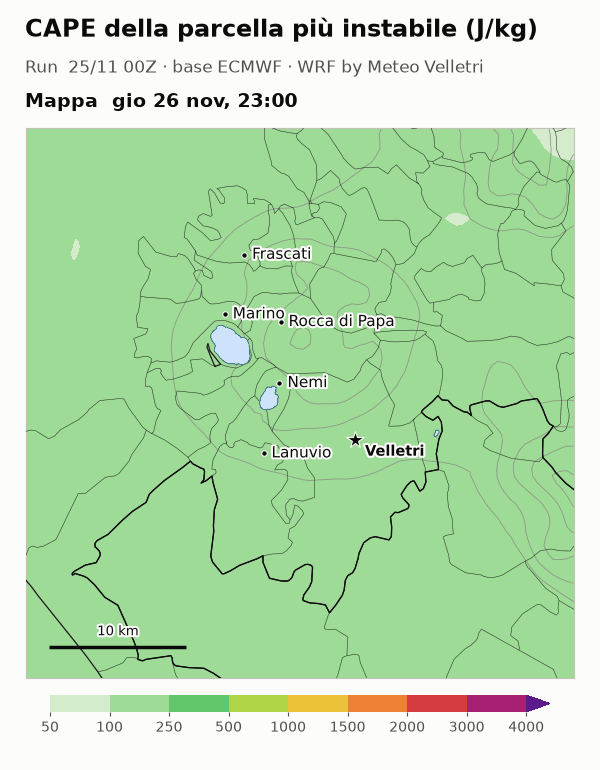 CAPE della parcella più instabile (J/kg)
Run  25/11 00Z · base ECMWF · WRF by Meteo Velletri
Mappa  gio 26 nov, 23:00
Frascati
Marino
Rocca di Papa
Nemi
Velletri
Lanuvio
10 km
50 100 250 500 1000 1500 2000 3000 4000